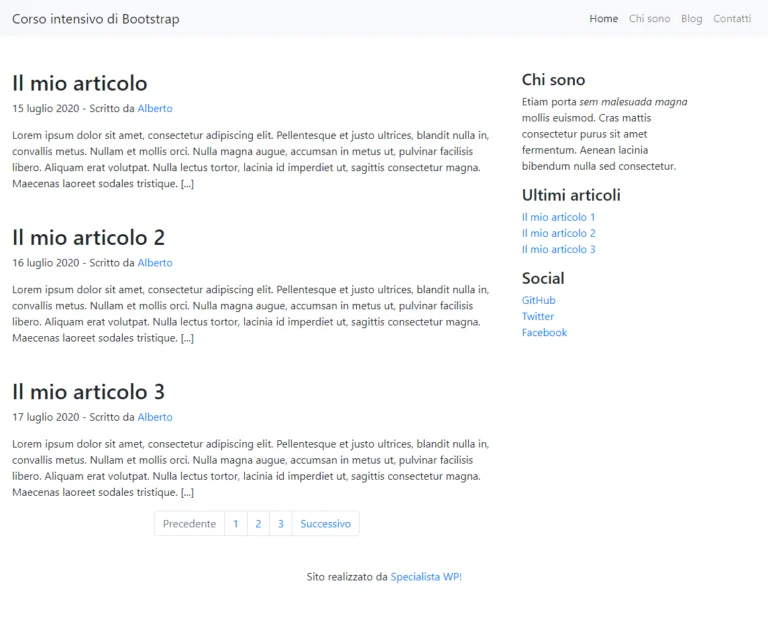 Corso intensivo di Bootstrap
Home Chi sono Blog Contatti
Il mio articolo
15 luglio 2020 - Scritto da Alberto
Lorem ipsum dolor sit amet, consectetur adipiscing elit. Pellentesque et justo ultrices, blandit nulla in,
convallis metus. Nullam et mollis orci. Nulla magna augue, accumsan in metus ut, pulvinar facilisis
libero. Aliquam erat volutpat. Nulla lectus tortor, lacinia id imperdiet ut, sagittis consectetur magna.
Maecenas laoreet sodales tristique. [...]
Il mio articolo 2
16 luglio 2020 - Scritto da Alberto
Lorem ipsum dolor sit amet, consectetur adipiscing elit. Pellentesque et justo ultrices, blandit nulla in,
convallis metus. Nullam et mollis orci. Nulla magna augue, accumsan in metus ut, pulvinar facilisis
libero. Aliquam erat volutpat. Nulla lectus tortor, lacinia id imperdiet ut, sagittis consectetur magna.
Maecenas laoreet sodales tristique. [...]
Il mio articolo 3
17 luglio 2020 - Scritto da Alberto
Lorem ipsum dolor sit amet, consectetur adipiscing elit. Pellentesque et justo ultrices, blandit nulla in,
convallis metus. Nullam et mollis orci. Nulla magna augue, accumsan in metus ut, pulvinar facilisis
libero. Aliquam erat volutpat. Nulla lectus tortor, lacinia id imperdiet ut, sagittis consectetur magna.
Maecenas laoreet sodales tristique. [...]
Precedente 1 2 3 Successivo
Chi sono
Etiam porta sem malesuada magna
mollis euismod. Cras mattis
consectetur purus sit amet
fermentum. Aenean lacinia
bibendum nulla sed consectetur.
Ultimi articoli
Il mio articolo 1
Il mio articolo 2
Il mio articolo 3
Social
GitHub
Twitter
Facebook
Sito realizzato da Specialista WP!